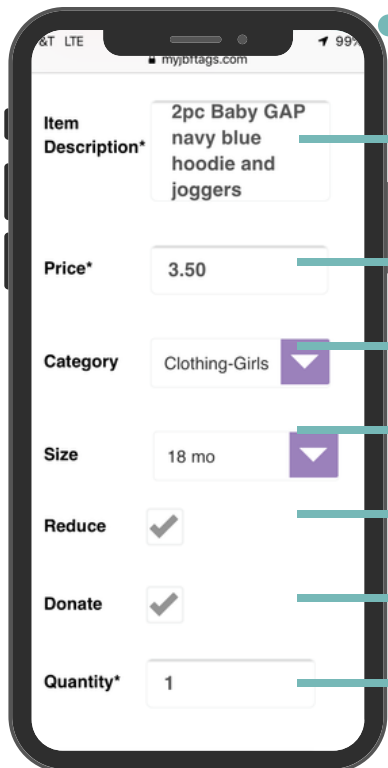 &T LTE 99%
myjbftags.com
Item
Description*
2pc Baby GAP
navy blue
hoodie and
joggers
Price*
3.50
Category
Clothing-Girls
Size
18 mo
Reduce
Donate
Quantity*
1